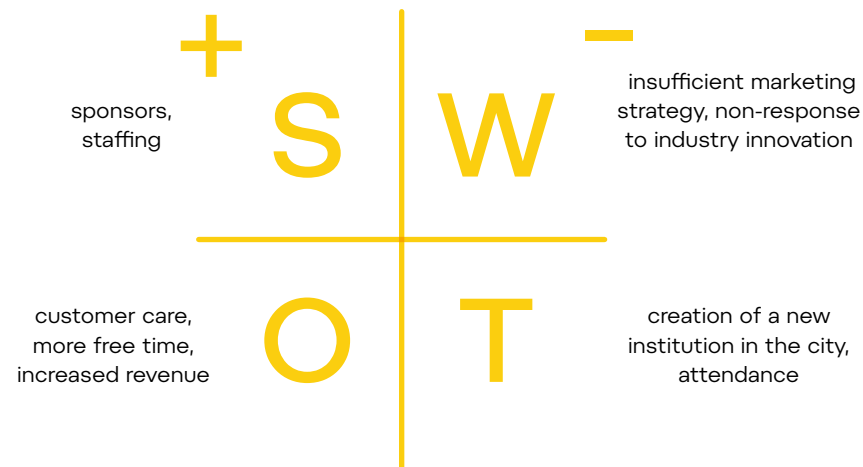 +
−
S
W
sponsors,
staffing
insufficient marketing
strategy, non-response
to industry innovation
O
T
customer care,
more free time,
increased revenue
creation of a new
institution in the city,
attendance